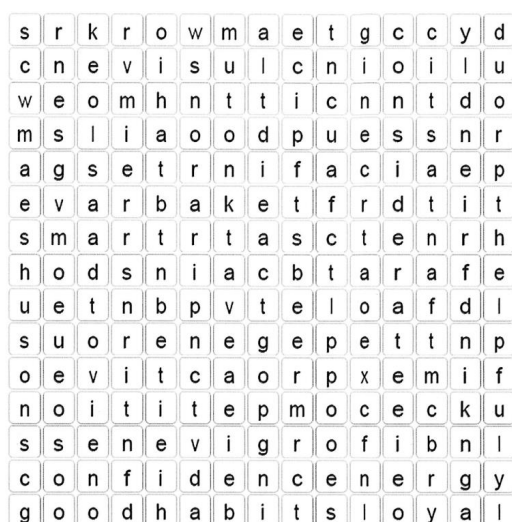 s r k r o w m a e t g c c y d
c n e v i s u l c n i o i l u
w e o m h n t t i c n n t d o
m s l i a o o d p u e s s n r
a g s e t r n i f a c i a e p
e v a r b a k e t f r d t i t
s m a r t r t a s c t e n r h
h o d s n i a c b t a r a f e
u e t n b p v t e l o a f d l
s u o r e n e g e p e t t n p
o e v i t c a o r p x e m i f
n o i t i t e p m o c e c k u
s s e n e v i g r o f i b n l
c o n f i d e n c e n e r g y
g o o d h a b i t s l o y a l